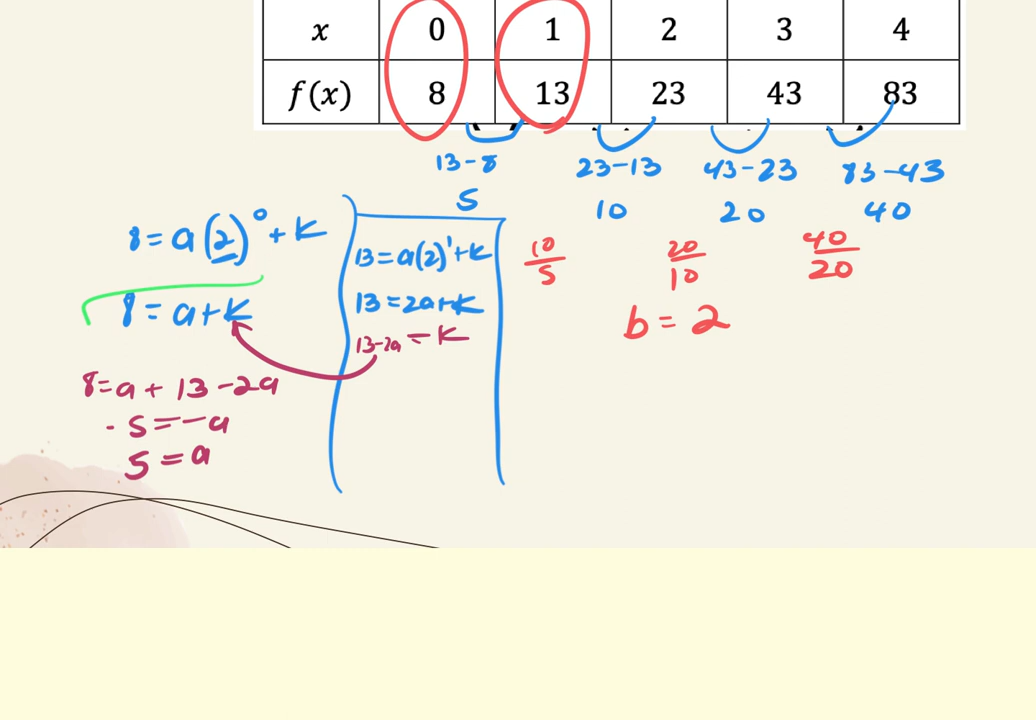 x 0 1 2 3 4
f(x) 8 13 23 43 83
13-8 23-13 43-23 83-43
5 10 20 40
8 = a(2)⁰ + k
13 = a(2)¹ + k
10/5 20/10 40/20
8 = a + k
13 = 2a + k
b = 2
13-2a = k
8 = a + 13 - 2a
-5 = -a
5 = a